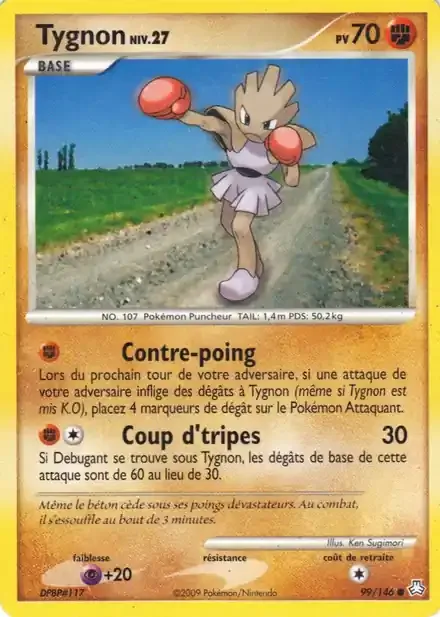 Tygnon NIV.27 PV 70
BASE
NO. 107 Pokémon Puncheur TAIL: 1,4m PDS: 50,2kg
Contre-poing
Lors du prochain tour de votre adversaire, si une attaque de
votre adversaire inflige des dégâts à Tygnon (même si Tygnon est
mis K.O), placez 4 marqueurs de dégât sur le Pokémon Attaquant.
Coup d'tripes 30
Si Debugant se trouve sous Tygnon, les dégâts de base de cette
attaque sont de 60 au lieu de 30.
Même le béton cède sous ses poings dévastateurs. Au combat,
il s'essouffle au bout de 3 minutes.
Illus. Ken Sugimori
faiblesse résistance coût de retraite
+20
DPBP#117 ©2009 Pokémon/Nintendo 99/146